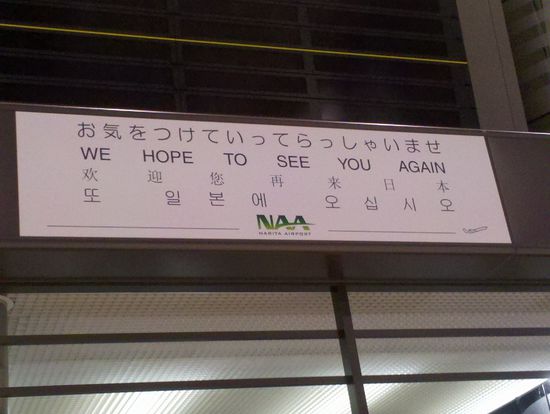 お気をつけていってらっしゃいませ
WE HOPE TO SEE YOU AGAIN
欢迎您再来日本
또 일본에 오십시오
NAA
NARITA AIRPORT